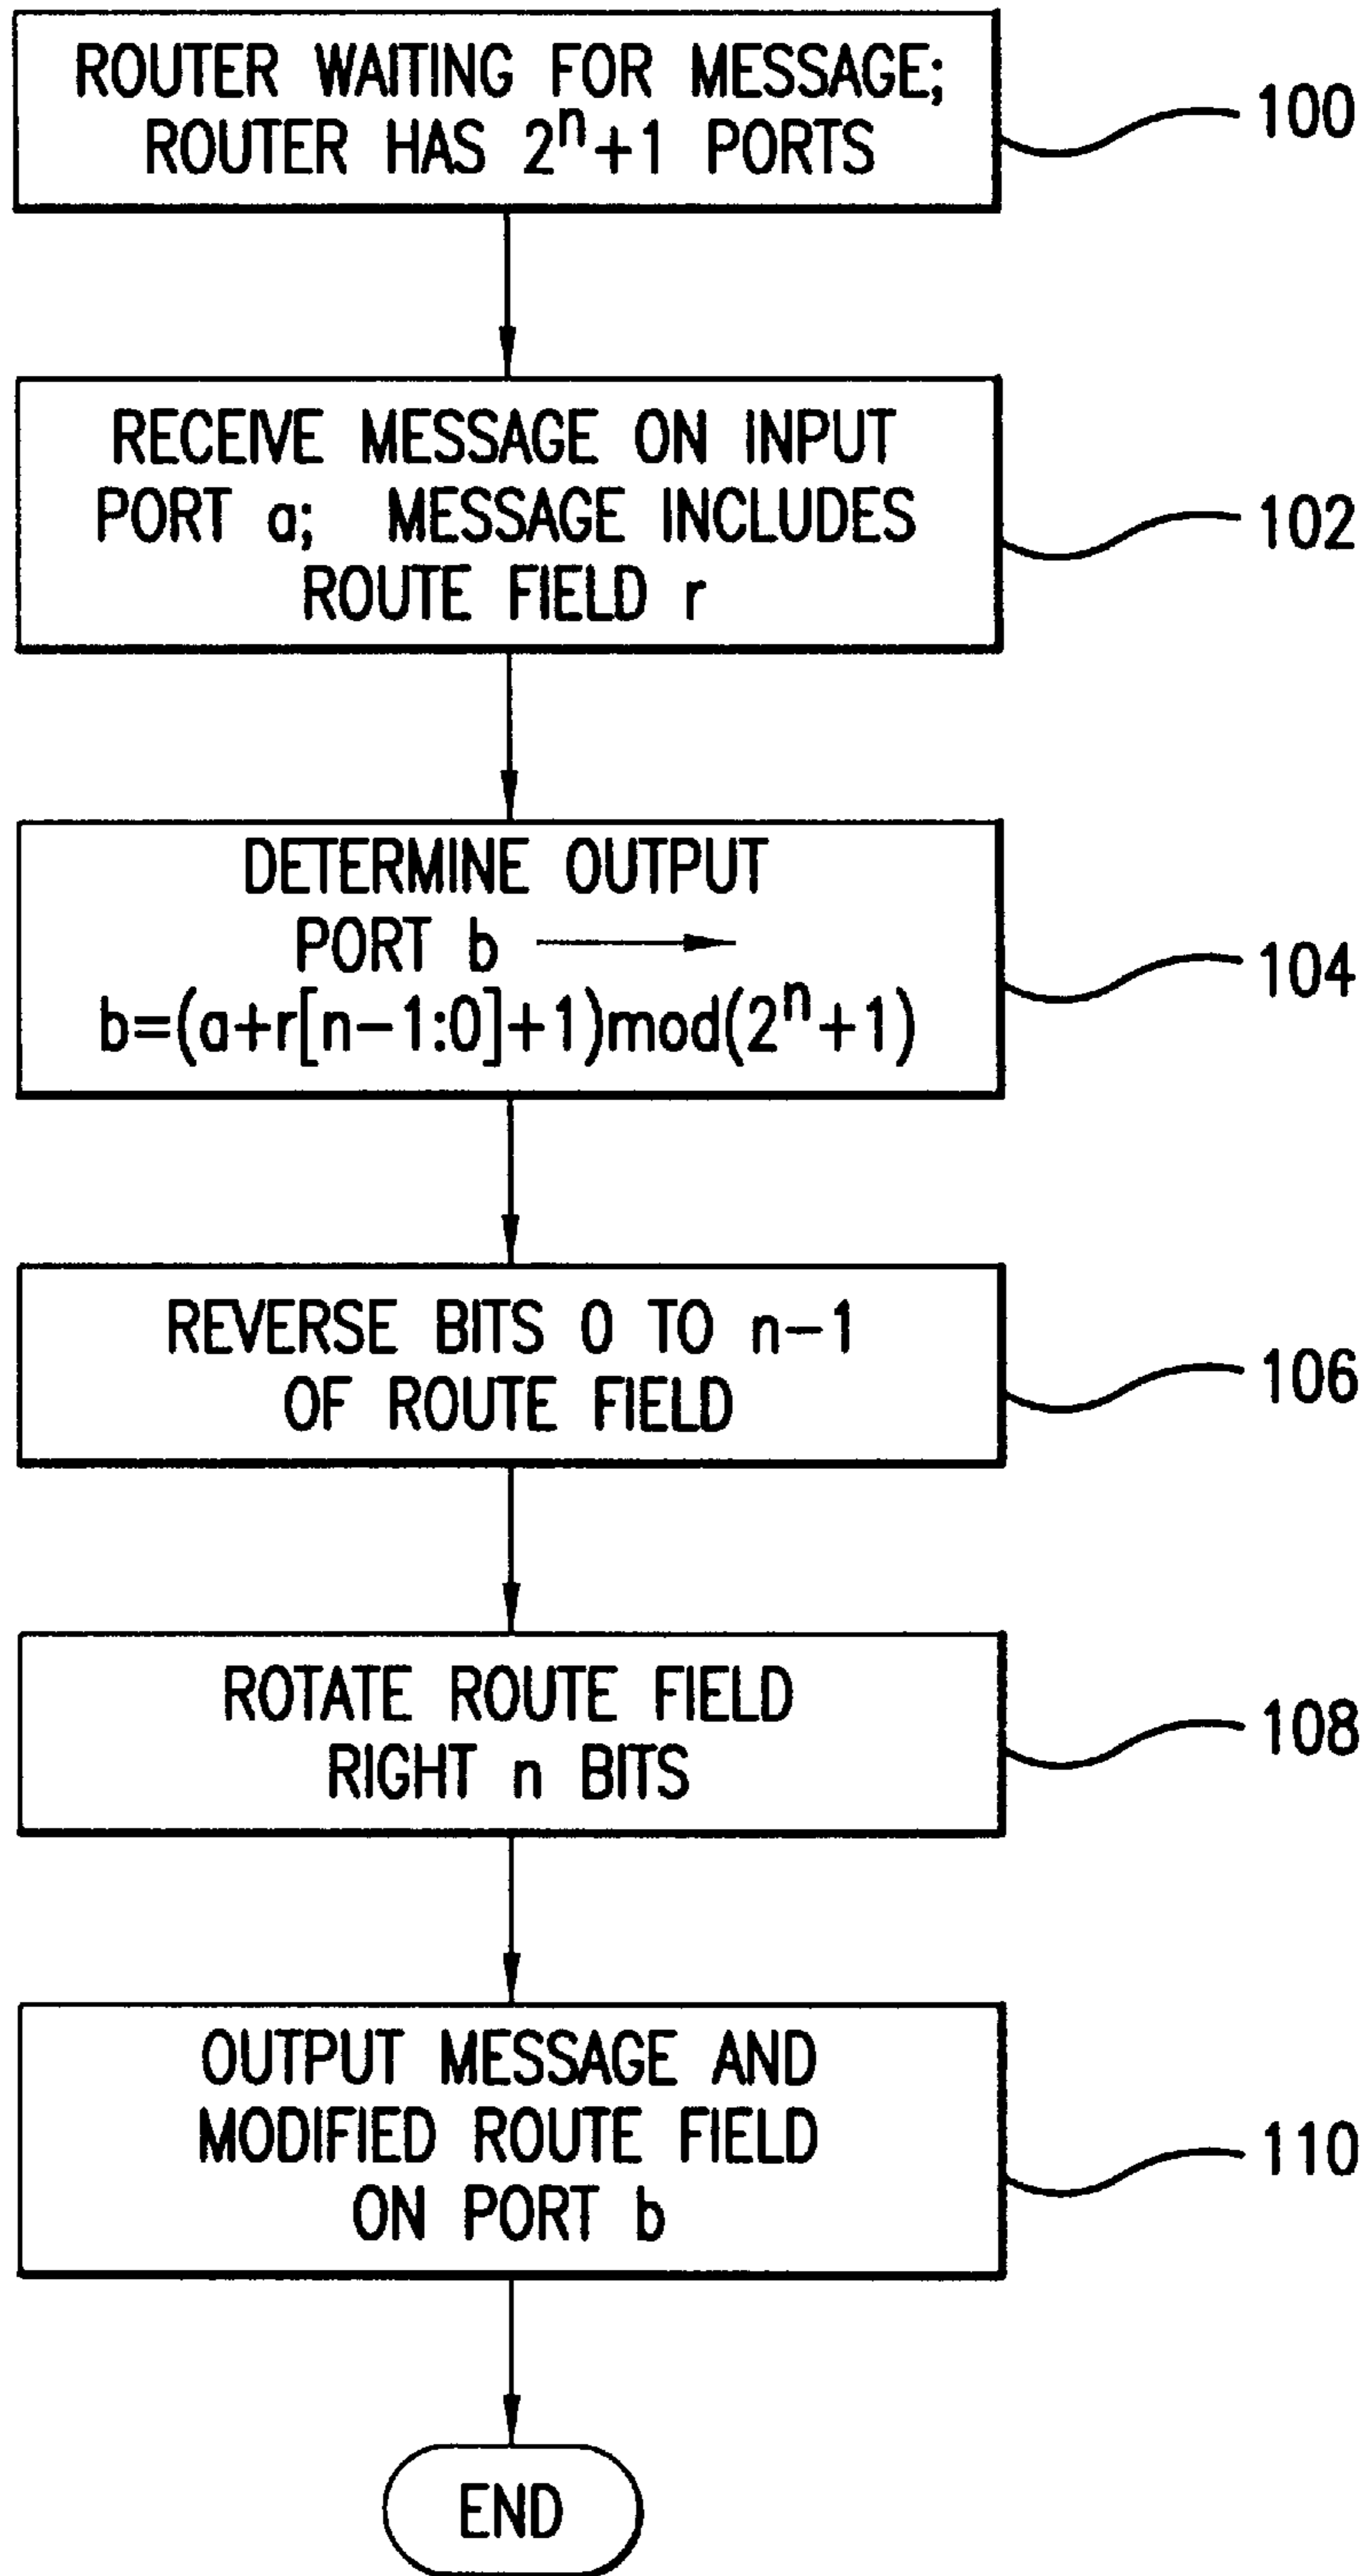 ROUTER WAITING FOR MESSAGE;
ROUTER HAS 2ⁿ+1 PORTS
100
RECEIVE MESSAGE ON INPUT
PORT a; MESSAGE INCLUDES
ROUTE FIELD r
102
DETERMINE OUTPUT
PORT b ⟶
b=(a+r[n-1:0]+1)mod(2ⁿ+1)
104
REVERSE BITS 0 TO n-1
OF ROUTE FIELD
106
ROTATE ROUTE FIELD
RIGHT n BITS
108
OUTPUT MESSAGE AND
MODIFIED ROUTE FIELD
ON PORT b
110
END